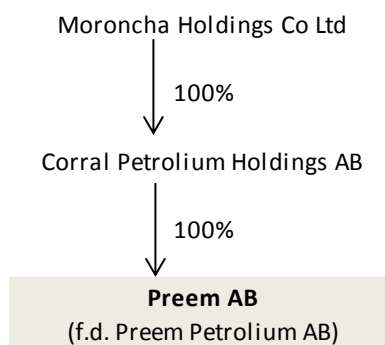 Moroncha Holdings Co Ltd
100%
Corral Petrolium Holdings AB
100%
Preem AB
(f.d. Preem Petrolium AB)